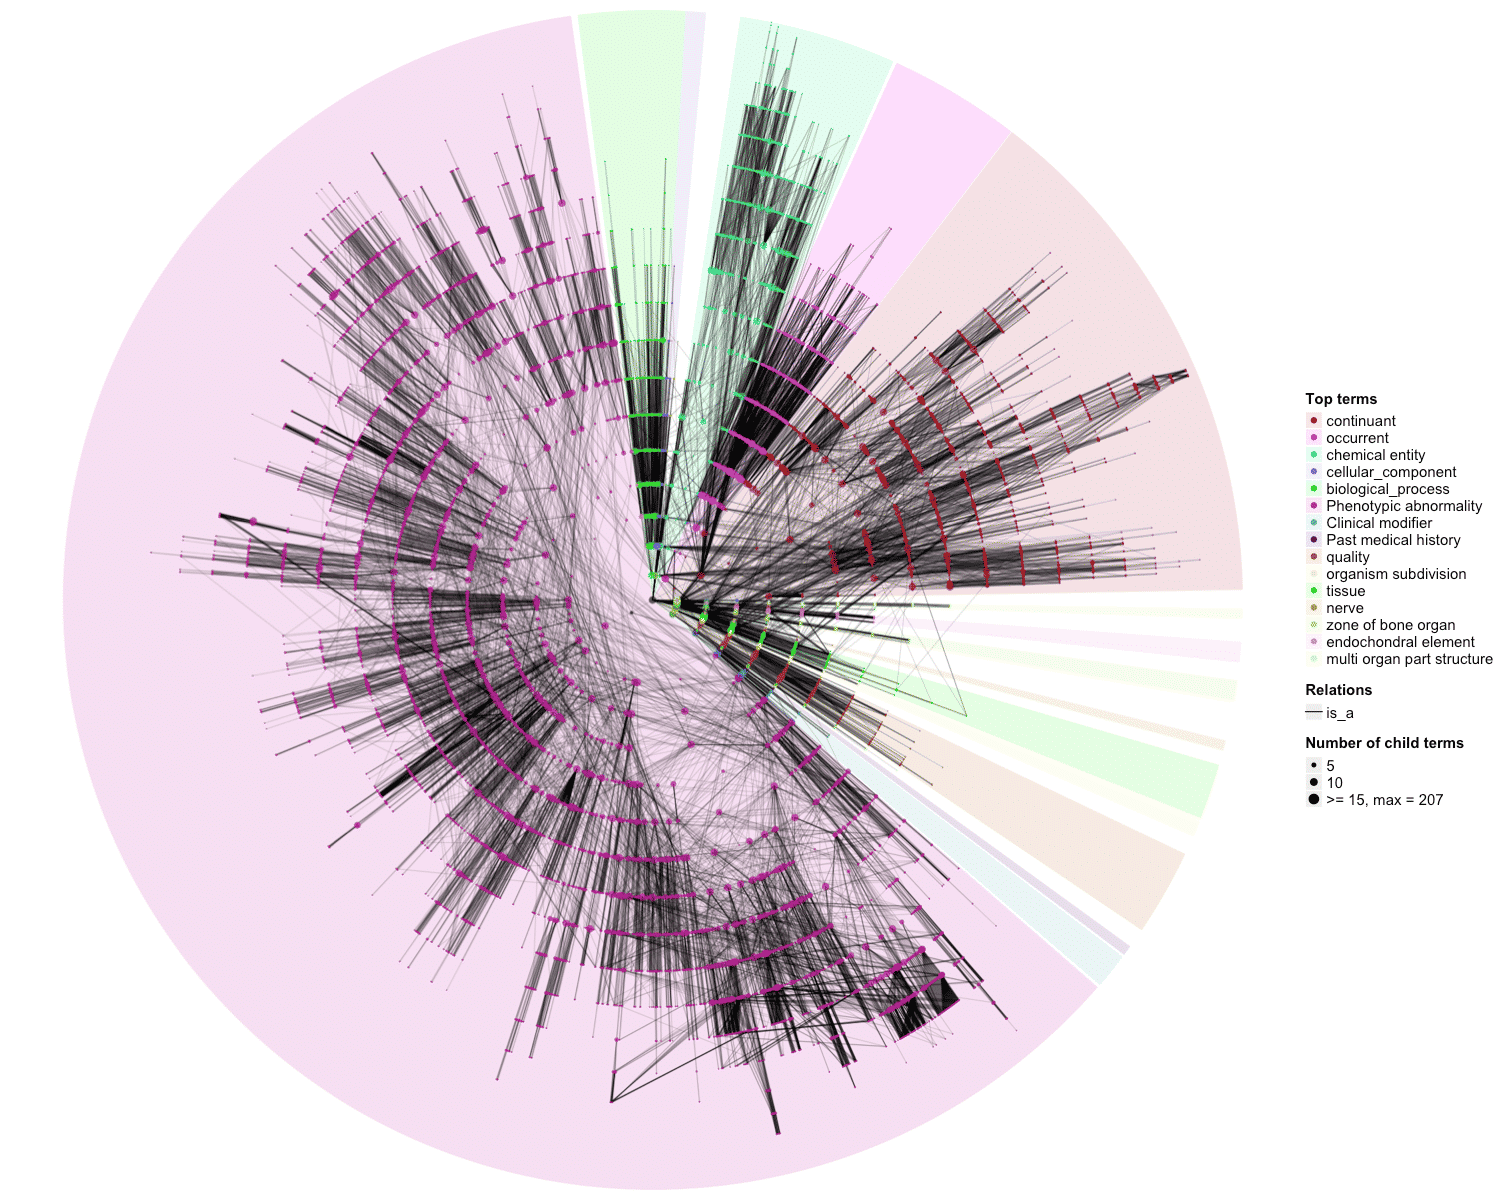 Top terms
continuant
occurrent
chemical entity
cellular_component
biological_process
Phenotypic abnormality
Clinical modifier
Past medical history
quality
organism subdivision
tissue
nerve
zone of bone organ
endochondral element
multi organ part structure
Relations
is_a
Number of child terms
5
10
>= 15, max = 207